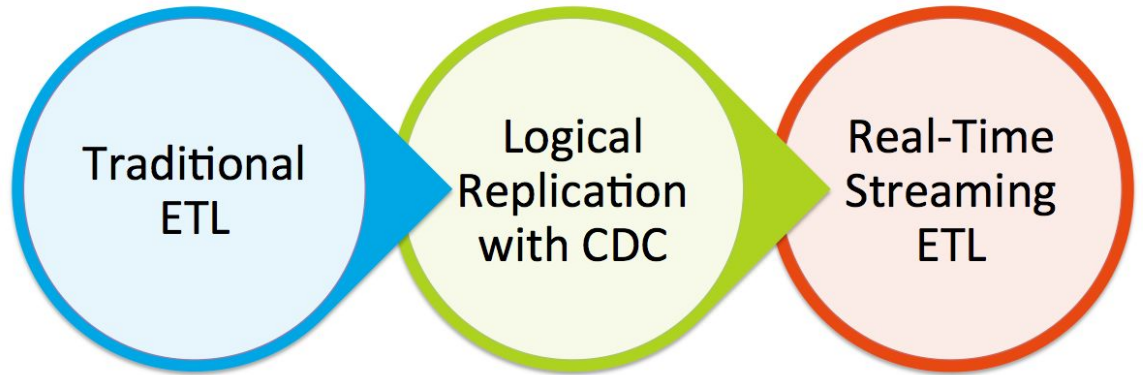 Traditional
ETL
Logical
Replication
with CDC
Real-Time
Streaming
ETL